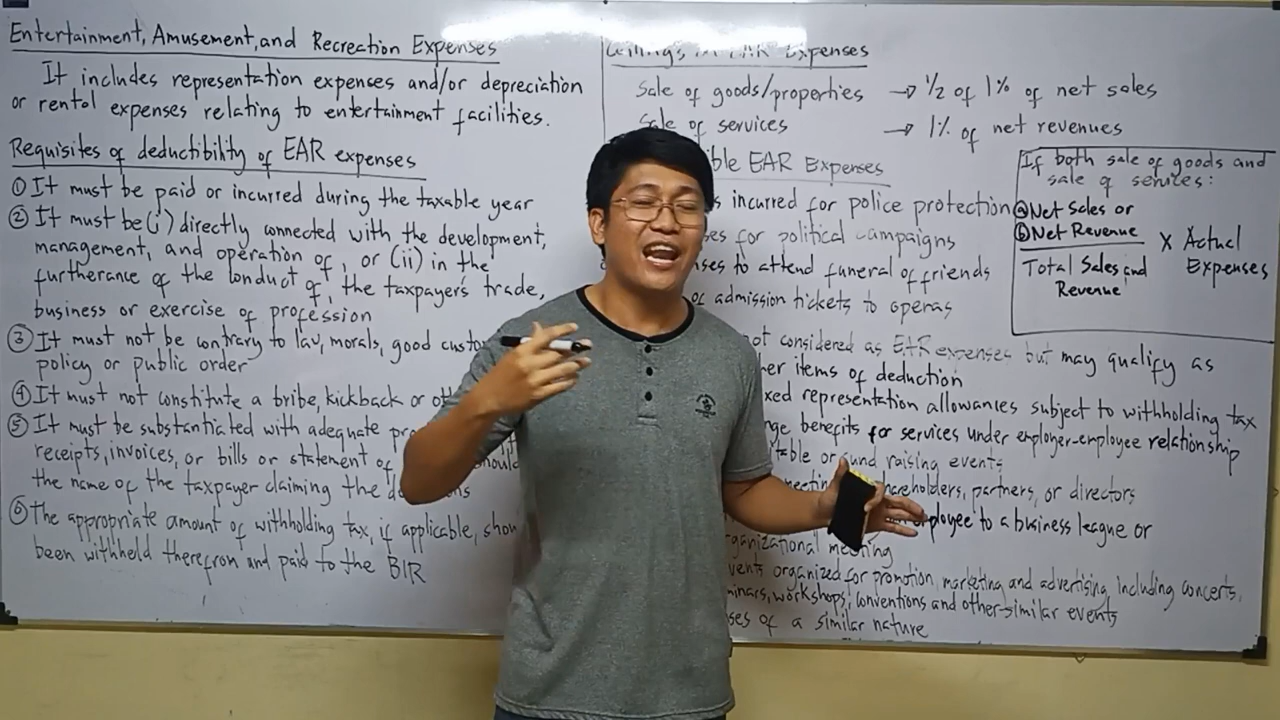 Entertainment, Amusement, and Recreation Expenses
It includes representation expenses and/or depreciation
or rental expenses relating to entertainment facilities.
Requisites of deductibility of EAR expenses
① It must be paid or incurred during the taxable year
② It must be (i) directly connected with the development,
management, and operation of, or (ii) in the
furtherance of the conduct of, the taxpayer's trade,
business or exercise of profession
③ It must not be contrary to law, morals, good
policy or public order
④ It must not constitute a bribe, kickback or
⑤ It must be substantiated with adequate
receipts, invoices, or bills or statement of should
the name of the taxpayer claiming the
⑥ The appropriate amount of withholding tax, if applicable,
been withheld therefrom and paid to the BIR
EAR Expenses
Sale of goods/properties → 1/2 of 1% of net sales
Sale of services → 1% of net revenues
EAR Expenses
incurred for police protection
for political campaigns
to attend funeral of friends
of admission tickets to operas
not considered as EAR expenses but may qualify as
items of deduction
representation allowances subject to withholding tax
benefits for services under employer-employee relationship
or fund raising events
shareholders, partners, or directors
employee to a business league or
organizational meeting
events organized for promotion, marketing and advertising including concerts,
workshops, conventions and other similar events
of a similar nature
If both sale of goods and
sale of services:
ⓐ Net Sales or
ⓑ Net Revenue
Total Sales and
Revenue
X Actual
Expenses